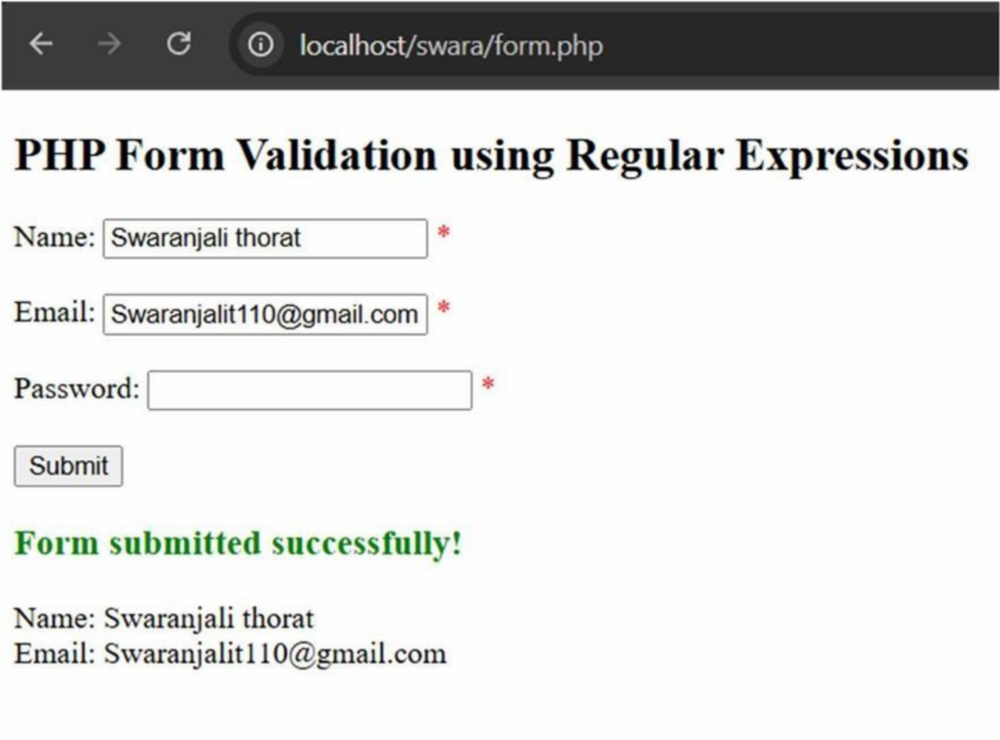 localhost/swara/form.php
PHP Form Validation using Regular Expressions
Name: Swaranjali thorat *
Email: Swaranjalit110@gmail.com *
Password: *
Submit
Form submitted successfully!
Name: Swaranjali thorat
Email: Swaranjalit110@gmail.com